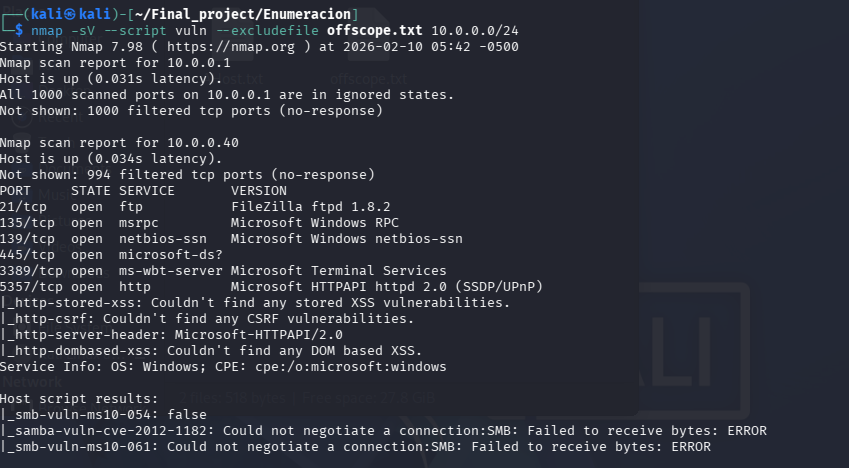 ┌──(kali㉿kali)-[~/Final_project/Enumeracion]
└─$ nmap -sV --script vuln --excludefile offscope.txt 10.0.0.0/24
Starting Nmap 7.98 ( https://nmap.org ) at 2026-02-10 05:42 -0500
Nmap scan report for 10.0.0.1
Host is up (0.031s latency).
All 1000 scanned ports on 10.0.0.1 are in ignored states.
Not shown: 1000 filtered tcp ports (no-response)

Nmap scan report for 10.0.0.40
Host is up (0.034s latency).
Not shown: 994 filtered tcp ports (no-response)
PORT     STATE SERVICE       VERSION
21/tcp   open  ftp           FileZilla ftpd 1.8.2
135/tcp  open  msrpc         Microsoft Windows RPC
139/tcp  open  netbios-ssn   Microsoft Windows netbios-ssn
445/tcp  open  microsoft-ds?
3389/tcp open  ms-wbt-server Microsoft Terminal Services
5357/tcp open  http          Microsoft HTTPAPI httpd 2.0 (SSDP/UPnP)
|_http-stored-xss: Couldn't find any stored XSS vulnerabilities.
|_http-csrf: Couldn't find any CSRF vulnerabilities.
|_http-server-header: Microsoft-HTTPAPI/2.0
|_http-dombased-xss: Couldn't find any DOM based XSS.
Service Info: OS: Windows; CPE: cpe:/o:microsoft:windows

Host script results:
|_smb-vuln-ms10-054: false
|_samba-vuln-cve-2012-1182: Could not negotiate a connection:SMB: Failed to receive bytes: ERROR
|_smb-vuln-ms10-061: Could not negotiate a connection:SMB: Failed to receive bytes: ERROR